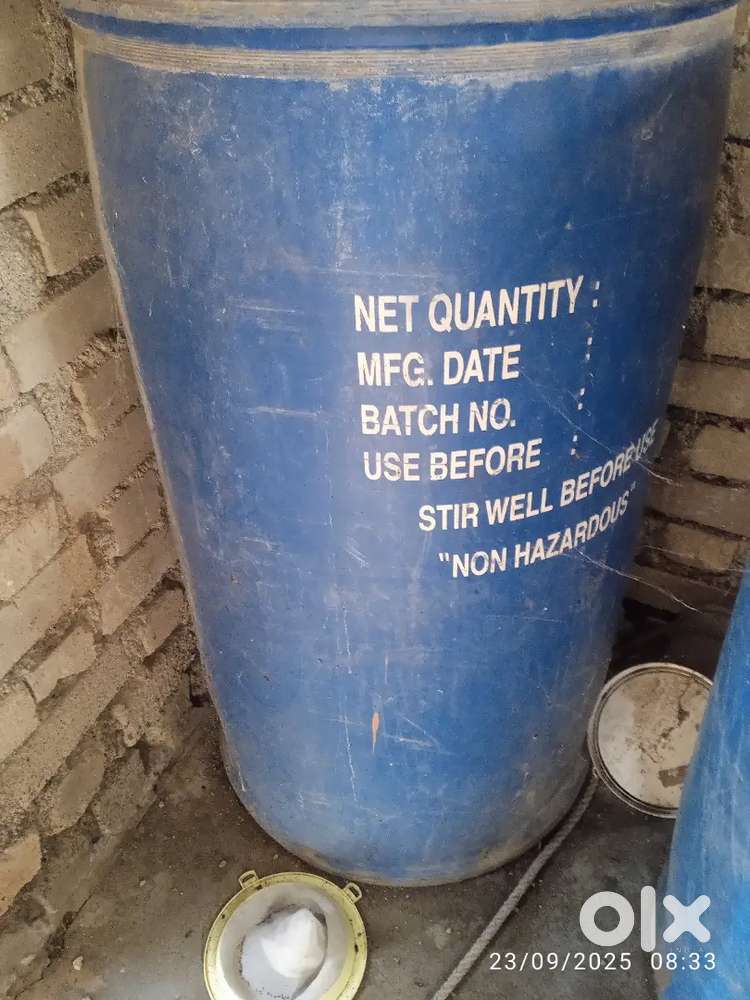 NET QUANTITY :
MFG. DATE :
BATCH NO. :
USE BEFORE :
STIR WELL BEFORE USE
"NON HAZARDOUS"
olx
23/09/2025 08:33